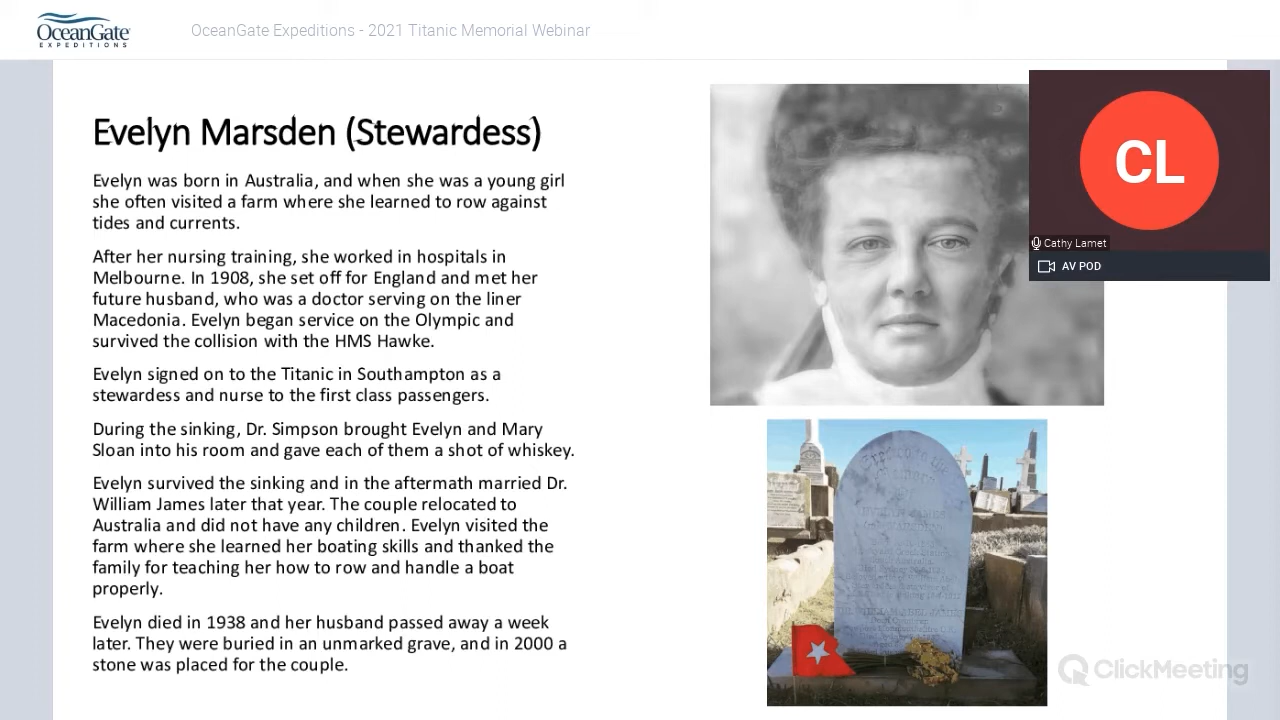 OceanGate
EXPEDITIONS
OceanGate Expeditions - 2021 Titanic Memorial Webinar
Evelyn Marsden (Stewardess)
Evelyn was born in Australia, and when she was a young girl
she often visited a farm where she learned to row against
tides and currents.
After her nursing training, she worked in hospitals in
Melbourne. In 1908, she set off for England and met her
future husband, who was a doctor serving on the liner
Macedonia. Evelyn began service on the Olympic and
survived the collision with the HMS Hawke.
Evelyn signed on to the Titanic in Southampton as a
stewardess and nurse to the first class passengers.
During the sinking, Dr. Simpson brought Evelyn and Mary
Sloan into his room and gave each of them a shot of whiskey.
Evelyn survived the sinking and in the aftermath married Dr.
William James later that year. The couple relocated to
Australia and did not have any children. Evelyn visited the
farm where she learned her boating skills and thanked the
family for teaching her how to row and handle a boat
properly.
Evelyn died in 1938 and her husband passed away a week
later. They were buried in an unmarked grave, and in 2000 a
stone was placed for the couple.
CL
Cathy Lamet
AV POD
ClickMeeting